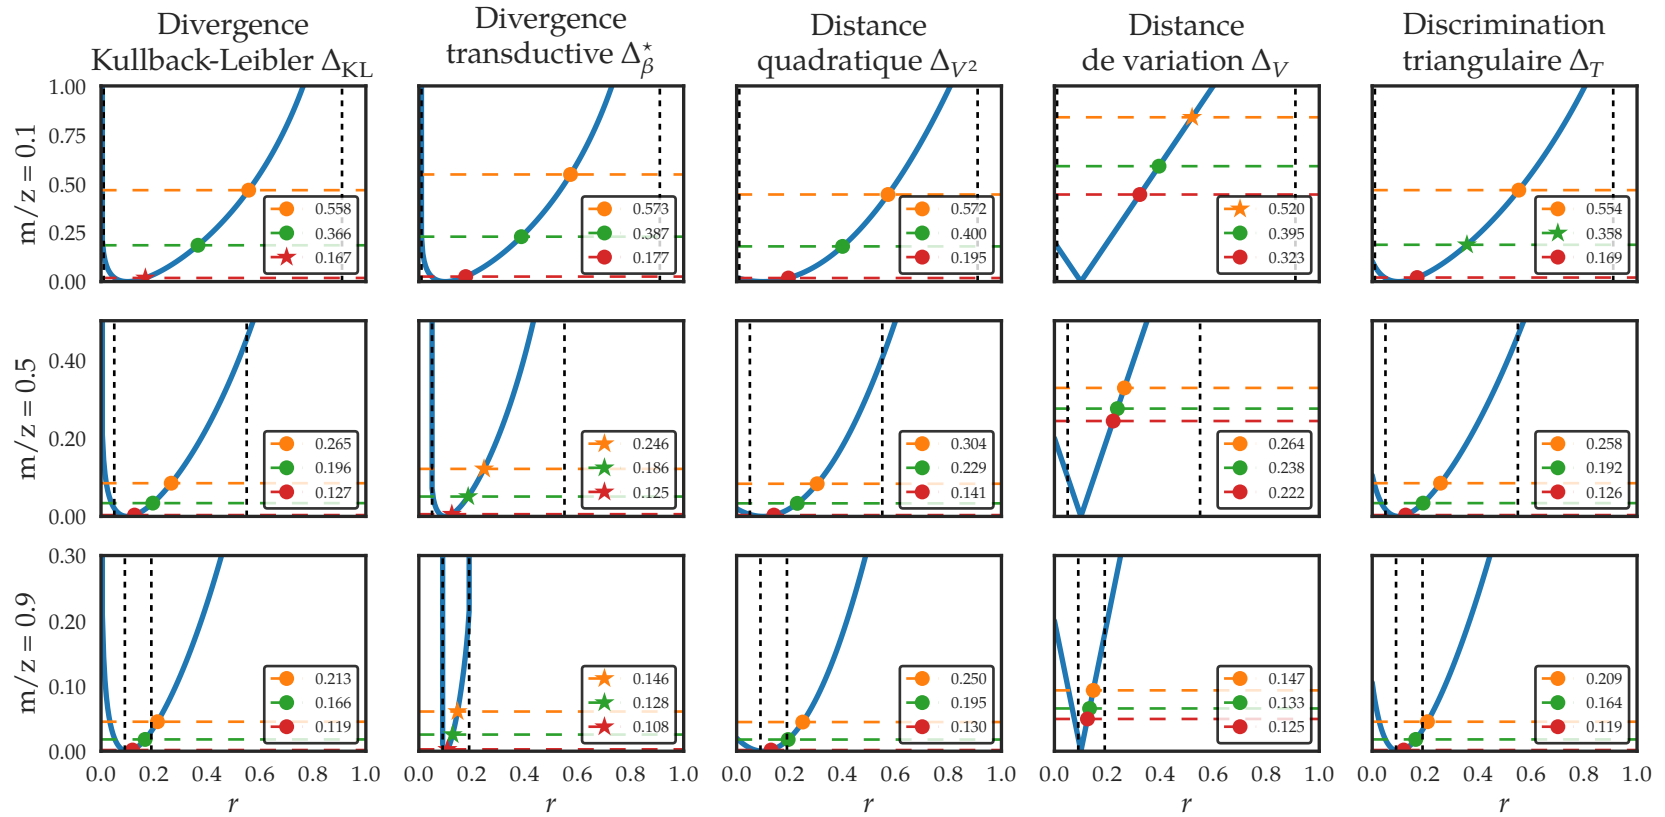 Divergence
Kullback-Leibler Δ_KL
Divergence
transductive Δ*_β
Distance
quadratique Δ_V²
Distance
de variation Δ_V
Discrimination
triangulaire Δ_T
m/z = 0.1
1.00
0.75
0.50
0.25
0.00
0.558
0.366
0.167
0.573
0.387
0.177
0.572
0.400
0.195
0.520
0.395
0.323
0.554
0.358
0.169
m/z = 0.5
0.40
0.20
0.00
0.265
0.196
0.127
0.246
0.186
0.125
0.304
0.229
0.141
0.264
0.238
0.222
0.258
0.192
0.126
m/z = 0.9
0.30
0.20
0.10
0.00
0.213
0.166
0.119
0.146
0.128
0.108
0.250
0.195
0.130
0.147
0.133
0.125
0.209
0.164
0.119
0.0 0.2 0.4 0.6 0.8 1.0
0.0 0.2 0.4 0.6 0.8 1.0
0.0 0.2 0.4 0.6 0.8 1.0
0.0 0.2 0.4 0.6 0.8 1.0
0.0 0.2 0.4 0.6 0.8 1.0
r
r
r
r
r